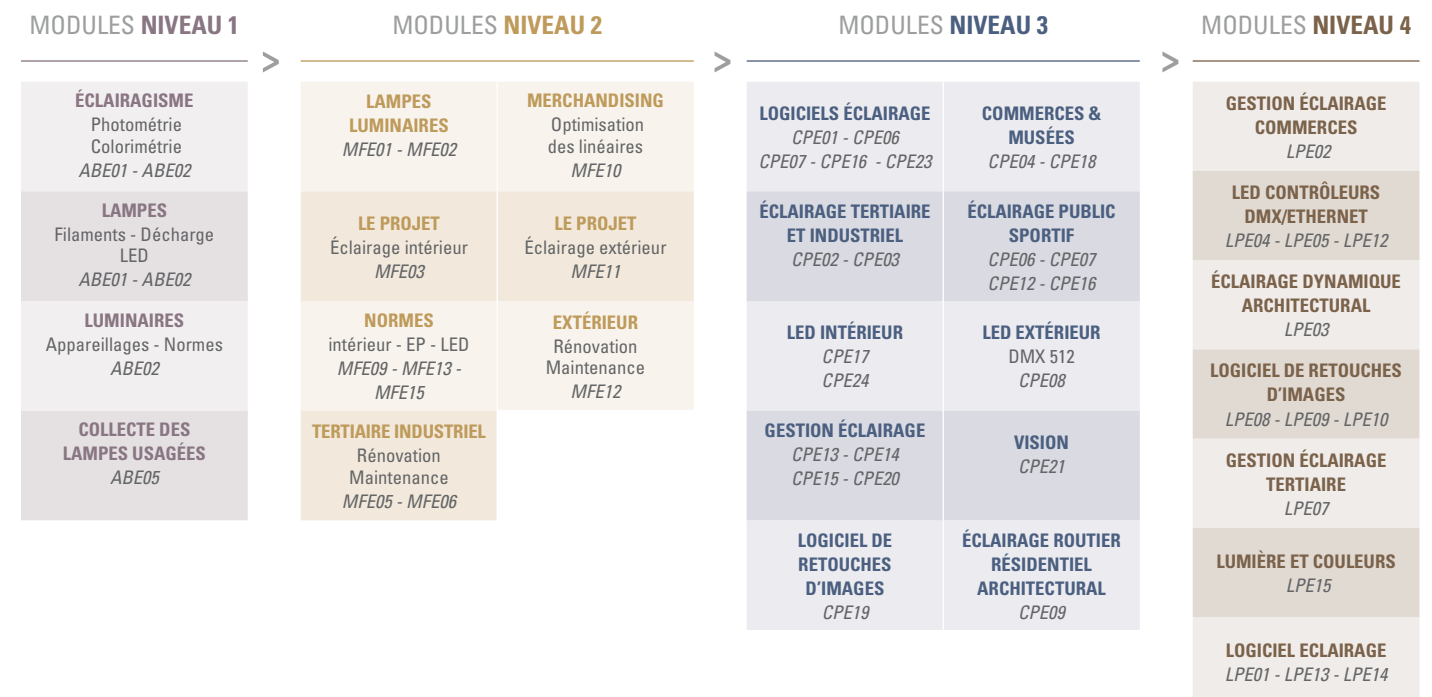 MODULES NIVEAU 1
>
MODULES NIVEAU 2
>
MODULES NIVEAU 3
>
MODULES NIVEAU 4
ÉCLAIRAGISME
Photométrie
Colorimétrie
ABE01 - ABE02
LAMPES
Filaments - Décharge
LED
ABE01 - ABE02
LUMINAIRES
Appareillages - Normes
ABE02
COLLECTE DES
LAMPES USAGÉES
ABE05
LAMPES
LUMINAIRES
MFE01 - MFE02
MERCHANDISING
Optimisation
des linéaires
MFE10
LE PROJET
Éclairage intérieur
MFE03
LE PROJET
Éclairage extérieur
MFE11
NORMES
intérieur - EP - LED
MFE09 - MFE13 -
MFE15
EXTÉRIEUR
Rénovation
Maintenance
MFE12
TERTIAIRE INDUSTRIEL
Rénovation
Maintenance
MFE05 - MFE06
LOGICIELS ÉCLAIRAGE
CPE01 - CPE06
CPE07 - CPE16 - CPE23
COMMERCES &
MUSÉES
CPE04 - CPE18
ÉCLAIRAGE TERTIAIRE
ET INDUSTRIEL
CPE02 - CPE03
ÉCLAIRAGE PUBLIC
SPORTIF
CPE06 - CPE07
CPE12 - CPE16
LED INTÉRIEUR
CPE17
CPE24
LED EXTÉRIEUR
DMX 512
CPE08
GESTION ÉCLAIRAGE
CPE13 - CPE14
CPE15 - CPE20
VISION
CPE21
LOGICIEL DE
RETOUCHES
D'IMAGES
CPE19
ÉCLAIRAGE ROUTIER
RÉSIDENTIEL
ARCHITECTURAL
CPE09
GESTION ÉCLAIRAGE
COMMERCES
LPE02
LED CONTRÔLEURS
DMX/ETHERNET
LPE04 - LPE05 - LPE12
ÉCLAIRAGE DYNAMIQUE
ARCHITECTURAL
LPE03
LOGICIEL DE RETOUCHES
D'IMAGES
LPE08 - LPE09 - LPE10
GESTION ÉCLAIRAGE
TERTIAIRE
LPE07
LUMIÈRE ET COULEURS
LPE15
LOGICIEL ECLAIRAGE
LPE01 - LPE13 - LPE14